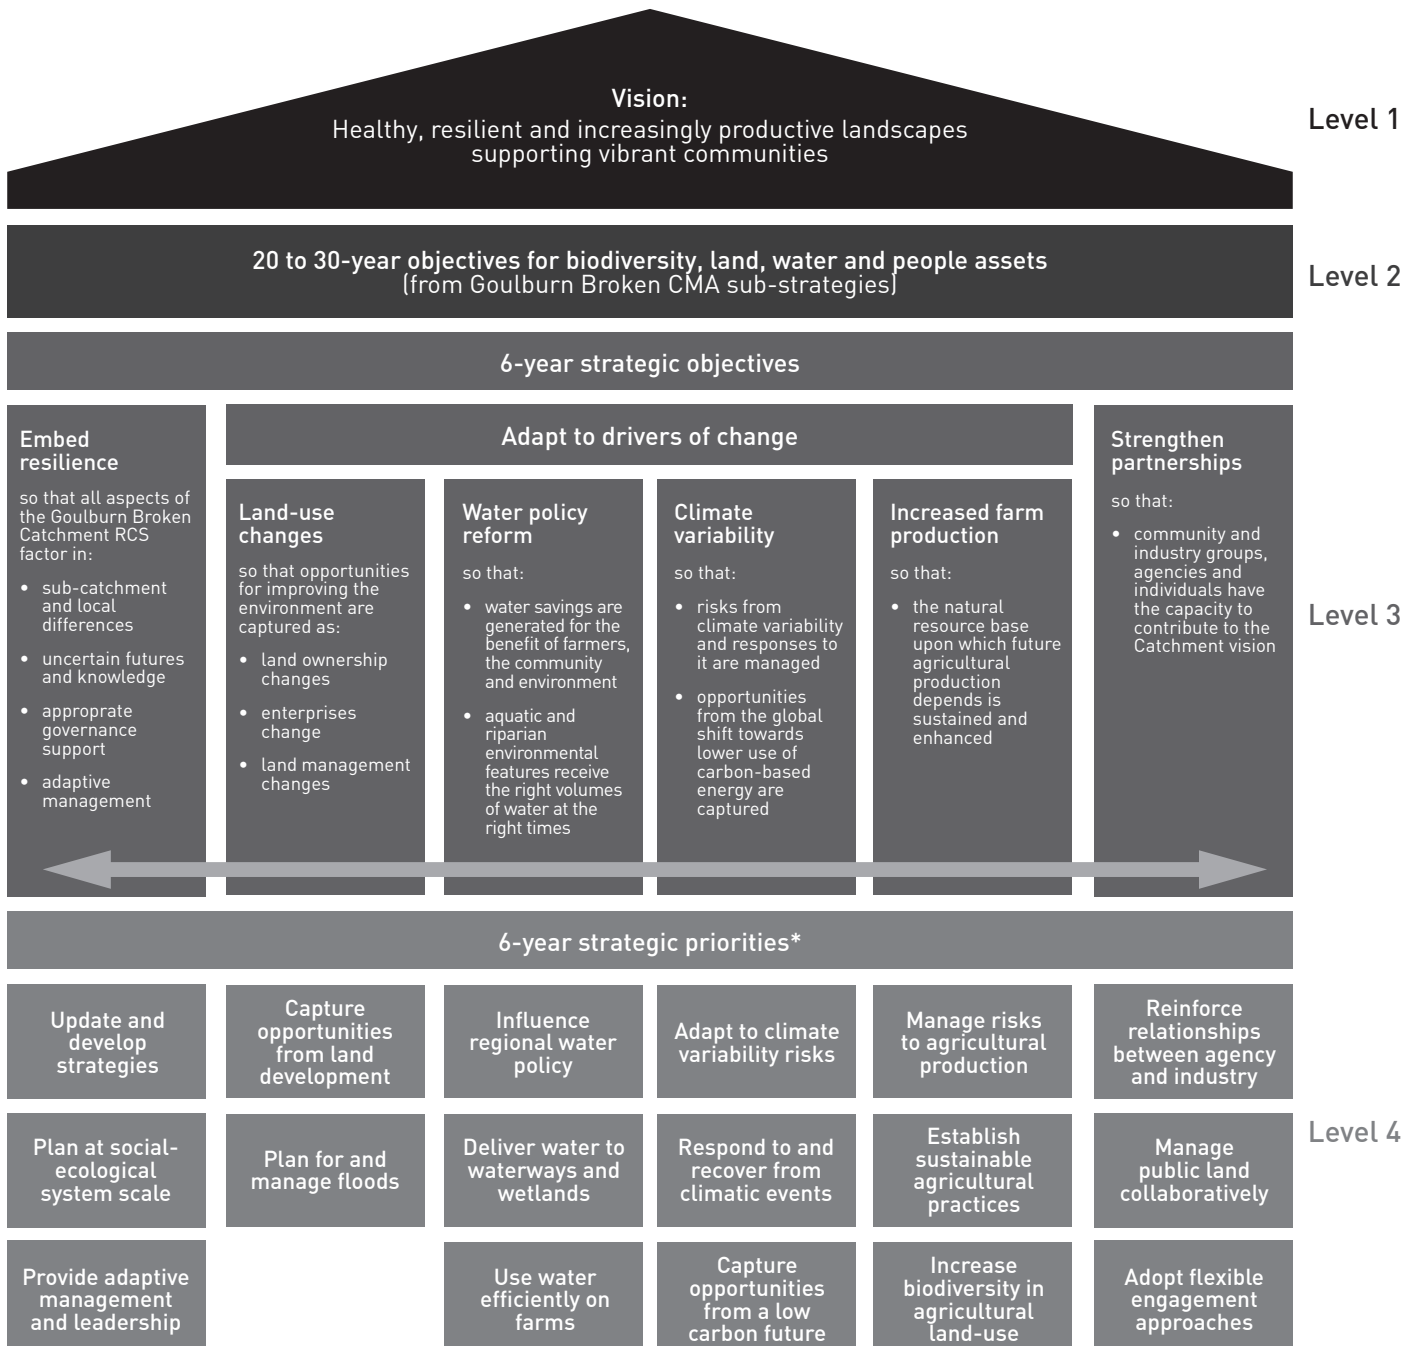 Vision:
Healthy, resilient and increasingly productive landscapes
supporting vibrant communities
Level 1
20 to 30-year objectives for biodiversity, land, water and people assets
(from Goulburn Broken CMA sub-strategies)
Level 2
6-year strategic objectives
Embed
resilience
so that all aspects of
the Goulburn Broken
Catchment RCS
factor in:
• sub-catchment
and local
differences
• uncertain futures
and knowledge
• approprate
governance
support
• adaptive
management
Adapt to drivers of change
Land-use
changes
so that opportunities
for improving the
environment are
captured as:
• land ownership
changes
• enterprises
change
• land management
changes
Water policy
reform
so that:
• water savings are
generated for the
benefit of farmers,
the community
and environment
• aquatic and
riparian
environmental
features receive
the right volumes
of water at the
right times
Climate
variability
so that:
• risks from
climate variability
and responses to
it are managed
• opportunities
from the global
shift towards
lower use of
carbon-based
energy are
captured
Increased farm
production
so that:
• the natural
resource base
upon which future
agricultural
production
depends is
sustained and
enhanced
Strengthen
partnerships
so that:
• community and
industry groups,
agencies and
individuals have
the capacity to
contribute to the
Catchment vision
Level 3
6-year strategic priorities*
Update and
develop
strategies
Capture
opportunities
from land
development
Influence
regional water
policy
Adapt to climate
variability risks
Manage risks
to agricultural
production
Reinforce
relationships
between agency
and industry
Plan at social-
ecological
system scale
Plan for and
manage floods
Deliver water to
waterways and
wetlands
Respond to and
recover from
climatic events
Establish
sustainable
agricultural
practices
Manage
public land
collaboratively
Level 4
Provide adaptive
management
and leadership
Use water
efficiently on
farms
Capture
opportunities
from a low
carbon future
Increase
biodiversity in
agricultural
land-use
Adopt flexible
engagement
approaches